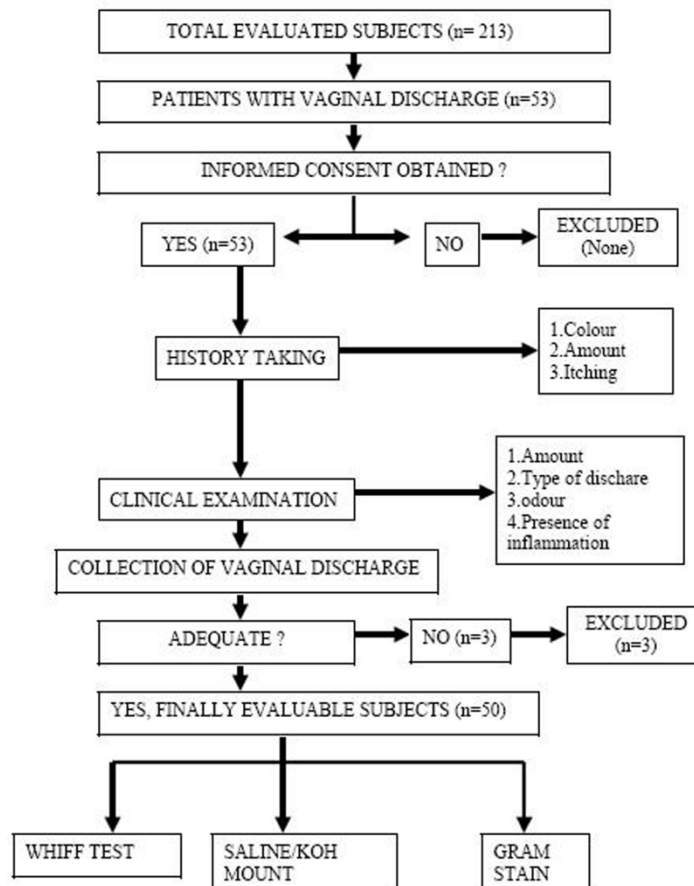 TOTAL EVALUATED SUBJECTS (n= 213)
PATIENTS WITH VAGINAL DISCHARGE (n=53)
INFORMED CONSENT OBTAINED ?
YES (n=53)
NO
EXCLUDED
(None)
HISTORY TAKING
1.Colour
2.Amount
3.Itching
CLINICAL EXAMINATION
1.Amount
2.Type of dischare
3.odour
4.Presence of
inflammation
COLLECTION OF VAGINAL DISCHARGE
ADEQUATE ?
NO (n=3)
EXCLUDED
(n=3)
YES, FINALLY EVALUABLE SUBJECTS (n=50)
WHIFF TEST
SALINE/KOH
MOUNT
GRAM
STAIN